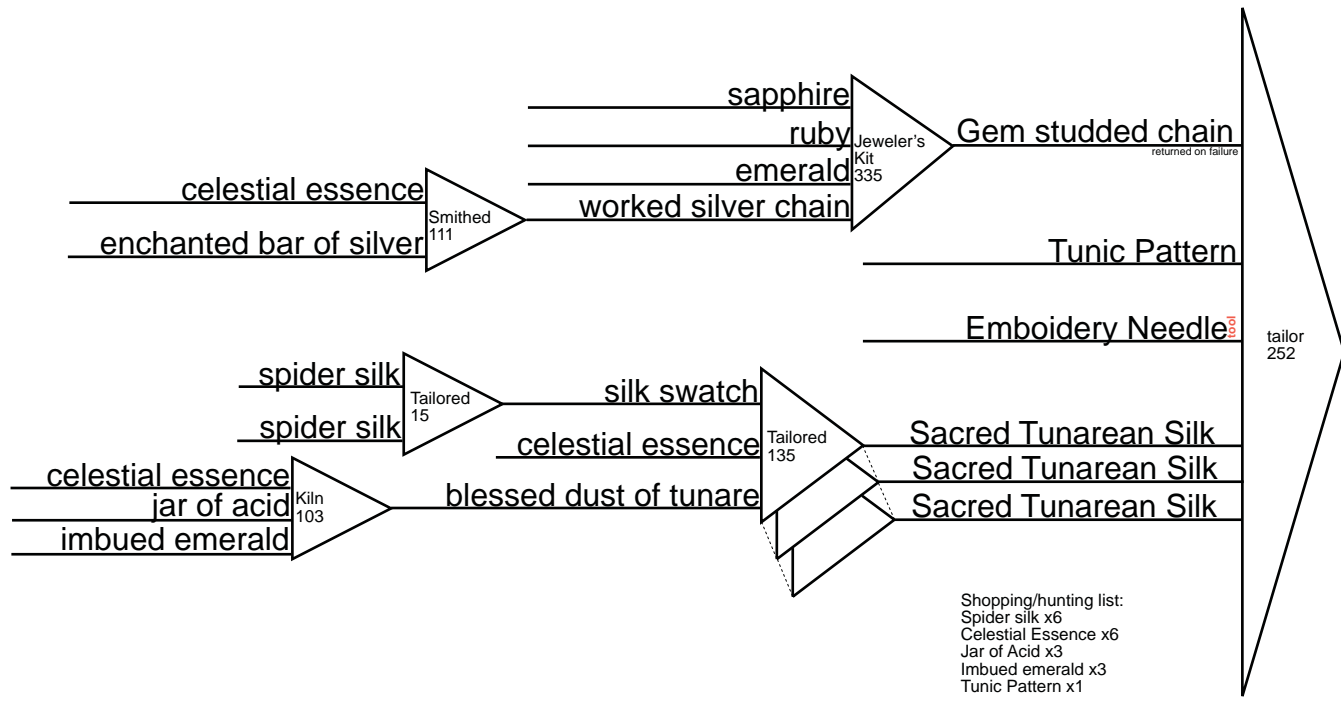 sapphire
ruby
emerald
worked silver chain
Jeweler's
Kit
335
Gem studded chain
returned on failure
celestial essence
enchanted bar of silver
Smithed
111
Tunic Pattern
Emboidery Needle
tool
tailor
252
spider silk
spider silk
Tailored
15
silk swatch
celestial essence
blessed dust of tunare
Tailored
135
Sacred Tunarean Silk
Sacred Tunarean Silk
Sacred Tunarean Silk
celestial essence
jar of acid
imbued emerald
Kiln
103
Shopping/hunting list:
Spider silk x6
Celestial Essence x6
Jar of Acid x3
Imbued emerald x3
Tunic Pattern x1